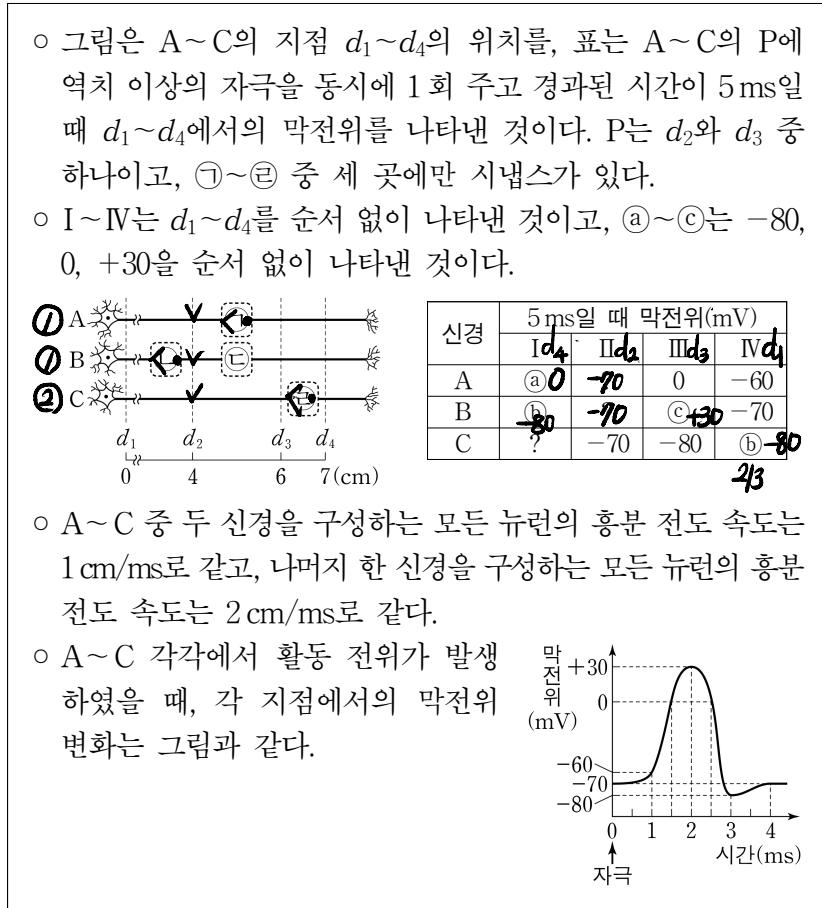 ○ 그림은 A~C의 지점 d₁~d₄의 위치를, 표는 A~C의 P에
역치 이상의 자극을 동시에 1회 주고 경과된 시간이 5ms일
때 d₁~d₄에서의 막전위를 나타낸 것이다. P는 d₂와 d₃ 중
하나이고, ㉠~㉣ 중 세 곳에만 시냅스가 있다.
○ Ⅰ~Ⅳ는 d₁~d₄를 순서 없이 나타낸 것이고, ⓐ~ⓒ는 −80,
0, +30을 순서 없이 나타낸 것이다.
① A
① B ㉢
② C
d₁ d₂ d₃ d₄
0 4 6 7(cm)
신경 5ms일 때 막전위(mV)
Ⅰd₄ Ⅱd₂ Ⅲd₃ Ⅳd₁
A ⓐ0 -70 0 −60
B ⓑ-80 -70 ⓒ+30 −70
C ? −70 −80 ⓑ-80
2/3
○ A~C 중 두 신경을 구성하는 모든 뉴런의 흥분 전도 속도는
1cm/ms로 같고, 나머지 한 신경을 구성하는 모든 뉴런의 흥분
전도 속도는 2cm/ms로 같다.
○ A~C 각각에서 활동 전위가 발생
하였을 때, 각 지점에서의 막전위
변화는 그림과 같다.
막전위(mV)
+30
0
−60
−70
−80
0 1 2 3 4
시간(ms)
자극